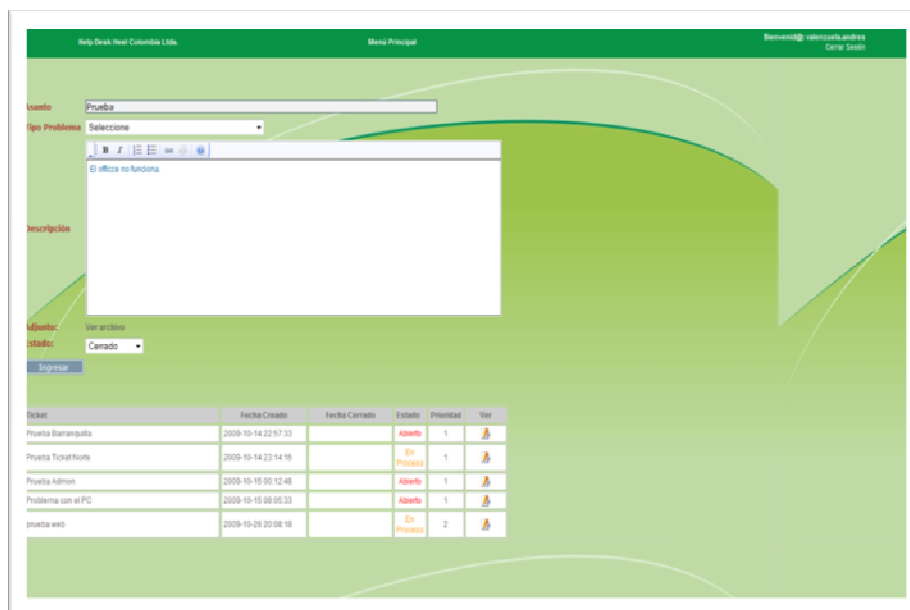 Help Desk Heel Colombia Ltda.
Menú Principal
Bienvenid@: valenzuela.andres
Cerrar Sesión
Asunto
Prueba
Tipo Problema
Seleccione
B I
El office no funciona.
Descripción
Adjunto:
Ver archivo
Estado:
Cerrado
Ingresar
Ticket Fecha Creado Fecha Cerrado Estado Prioridad Ver
Prueba Barranquilla 2009-10-14 22:57:33 Abierto 1
Prueba Ticket Norte 2009-10-14 23:14:16 En Proceso 1
Prueba Admon 2009-10-15 00:12:48 Abierto 1
Problema con el PC 2009-10-15 08:05:33 Abierto 1
prueba web 2009-10-26 20:08:18 En Proceso 2